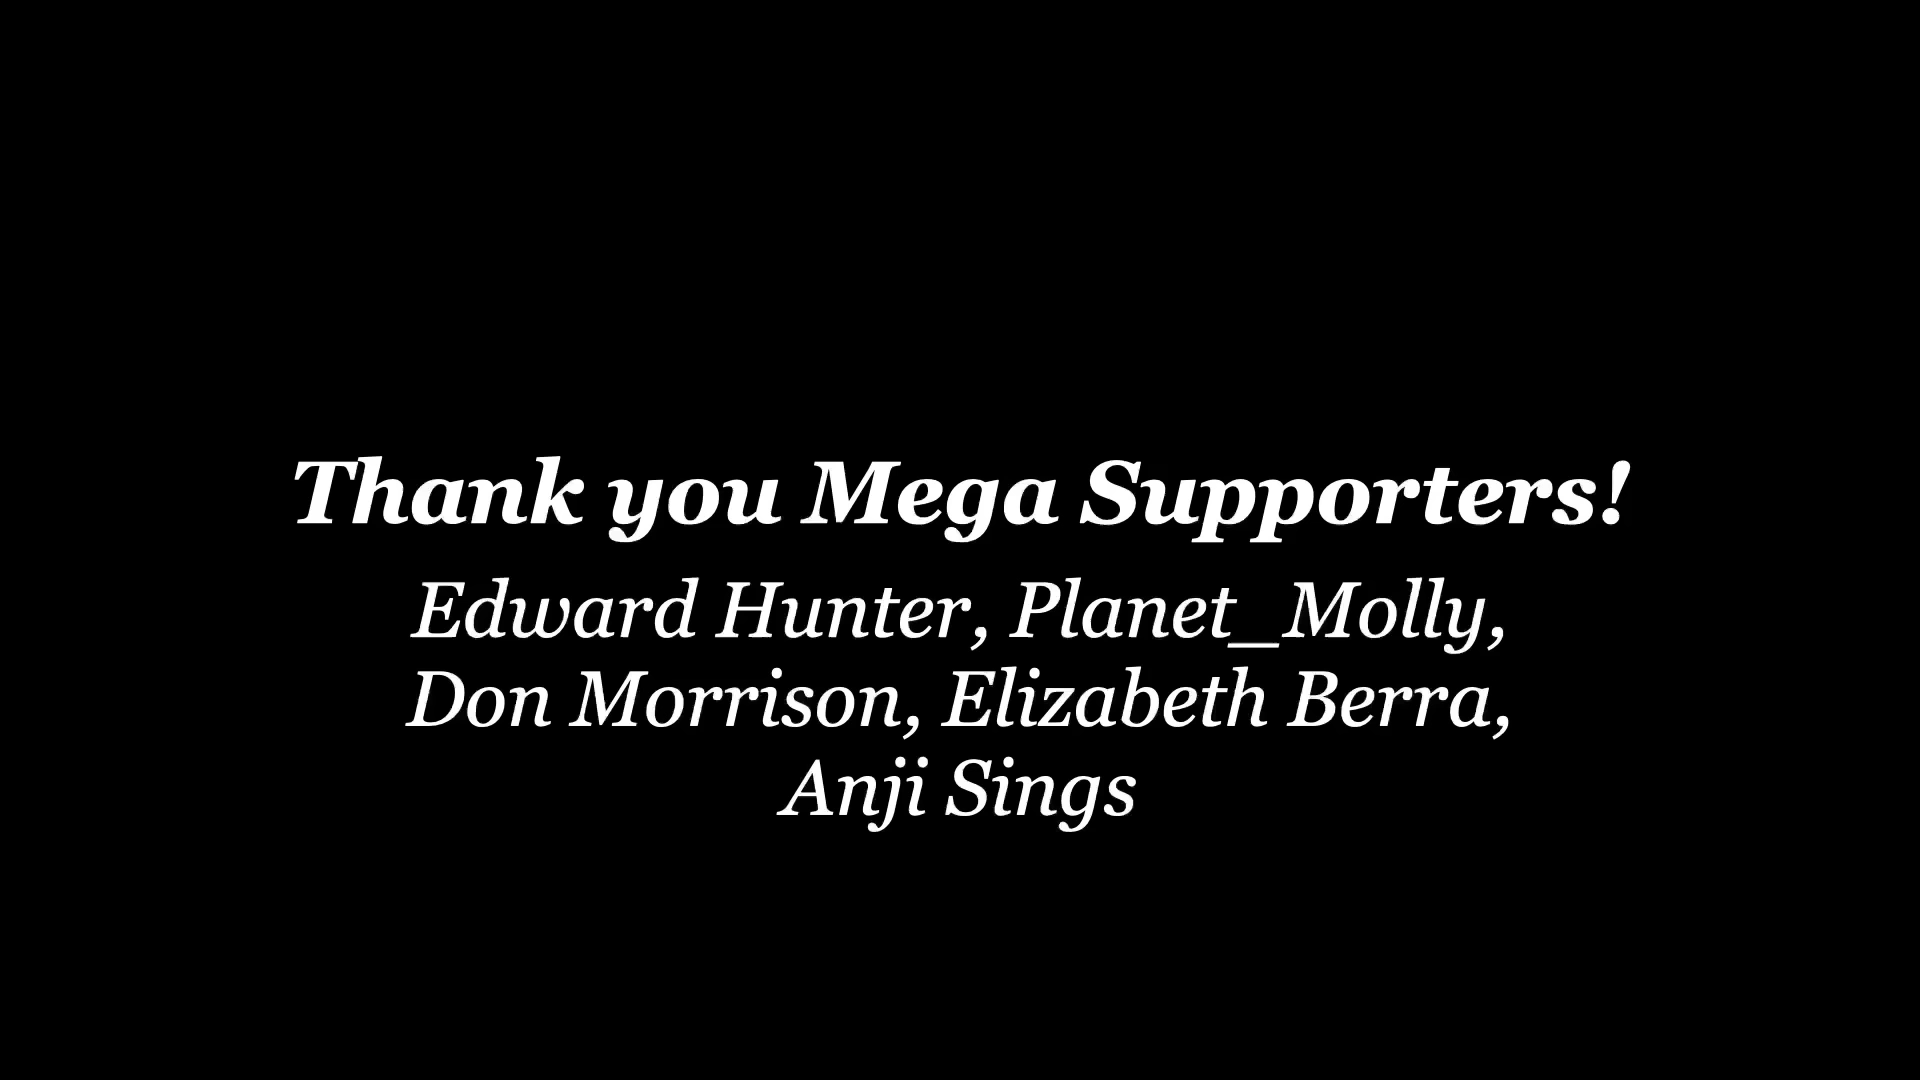 Thank you Mega Supporters!
Edward Hunter, Planet_Molly,
Don Morrison, Elizabeth Berra,
Anji Sings